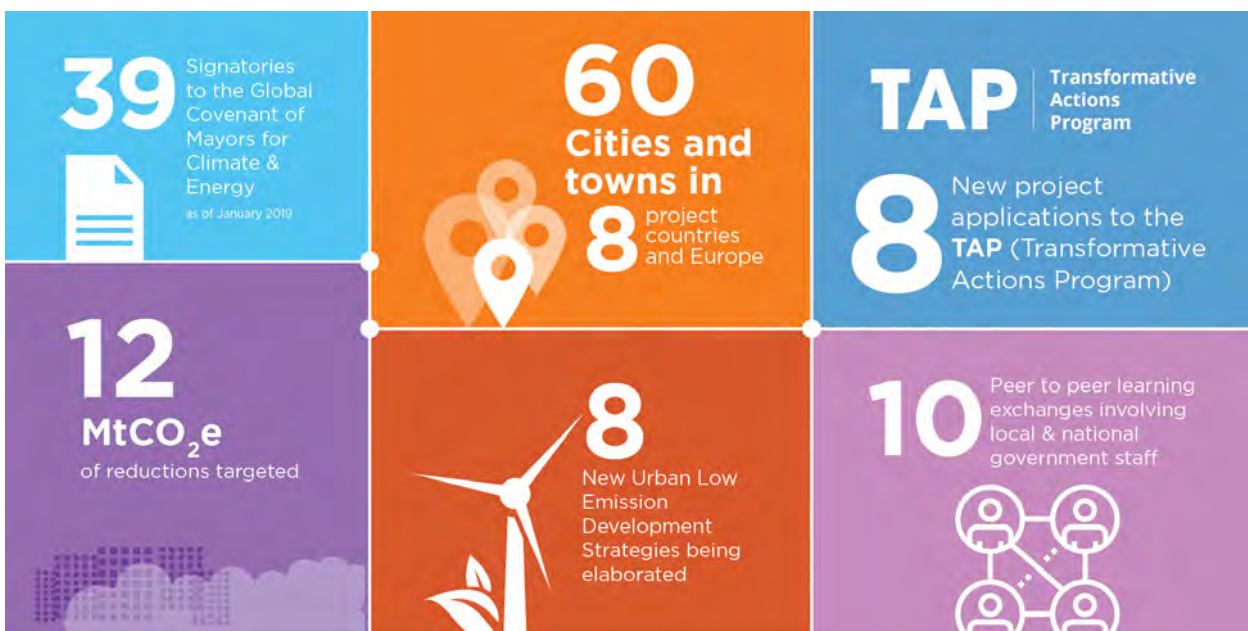 39
Signatories
to the Global
Covenant of
Mayors for
Climate &
Energy
as of January 2019
60
Cities and
towns in
8
project
countries
and Europe
TAP
Transformative
Actions
Program
8
New project
applications to the
TAP (Transformative
Actions Program)
12
MtCO₂e
of reductions targeted
8
New Urban Low
Emission
Development
Strategies being
elaborated
10
Peer to peer learning
exchanges involving
local & national
government staff